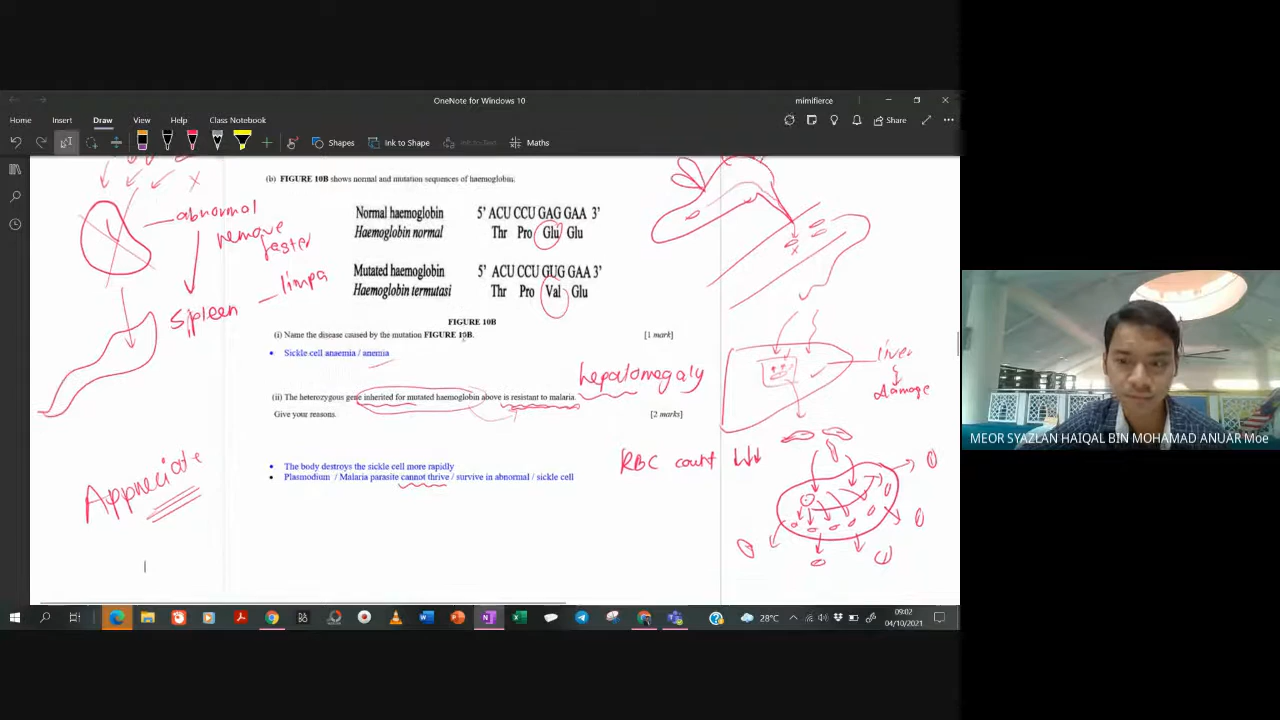 OneNote for Windows 10
mimifierce
Home
Insert
Draw
View
Help
Class Notebook
Shapes
Ink to Shape
Ink to Text
Maths
Share
(b) FIGURE 10B shows normal and mutation sequences of haemoglobin.
Normal haemoglobin 5' ACU CCU GAG GAA 3'
Haemoglobin normal Thr Pro Glu Glu
Mutated haemoglobin 5' ACU CCU GUG GAA 3'
Haemoglobin termutasi Thr Pro Val Glu
FIGURE 10B
(i) Name the disease caused by the mutation FIGURE 10B. [1 mark]
• Sickle cell anaemia / anemia
(ii) The heterozygous gene inherited for mutated haemoglobin above is resistant to malaria.
Give your reasons. [2 marks]
• The body destroys the sickle cell more rapidly
• Plasmodium / Malaria parasite cannot thrive / survive in abnormal / sickle cell
abnormal
remove
faster
spleen
limpa
Appreciate
hepatomegaly
RBC count ↓↓
liver
damage
MEOR SYAZLAN HAIQAL BIN MOHAMAD ANUAR Moe
28°C
09:02
04/10/2021